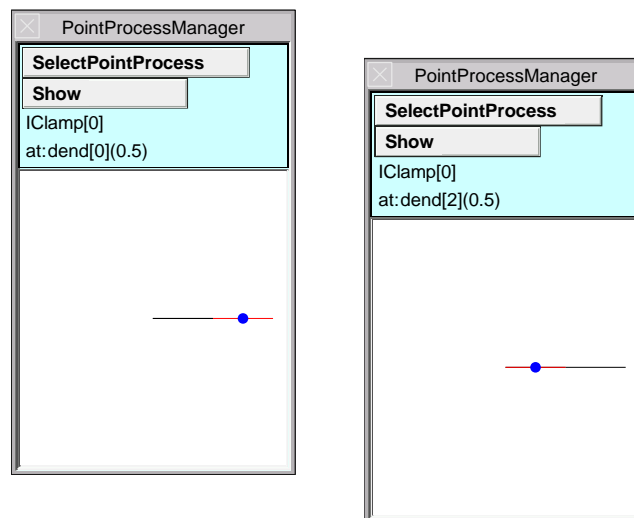 PointProcessManager
SelectPointProcess
Show
IClamp[0]
at:dend[0](0.5)
PointProcessManager
SelectPointProcess
Show
IClamp[0]
at:dend[2](0.5)